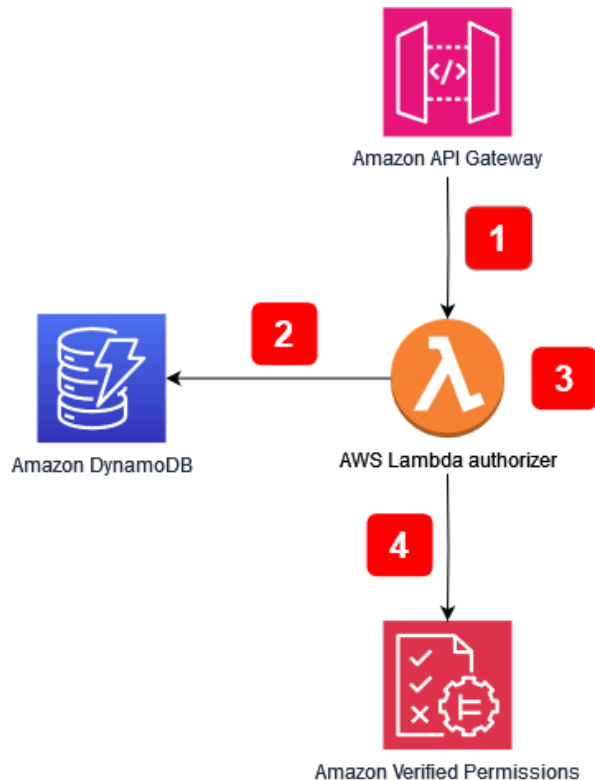 </>
Amazon API Gateway
1
2
3
Amazon DynamoDB
AWS Lambda authorizer
4
Amazon Verified Permissions